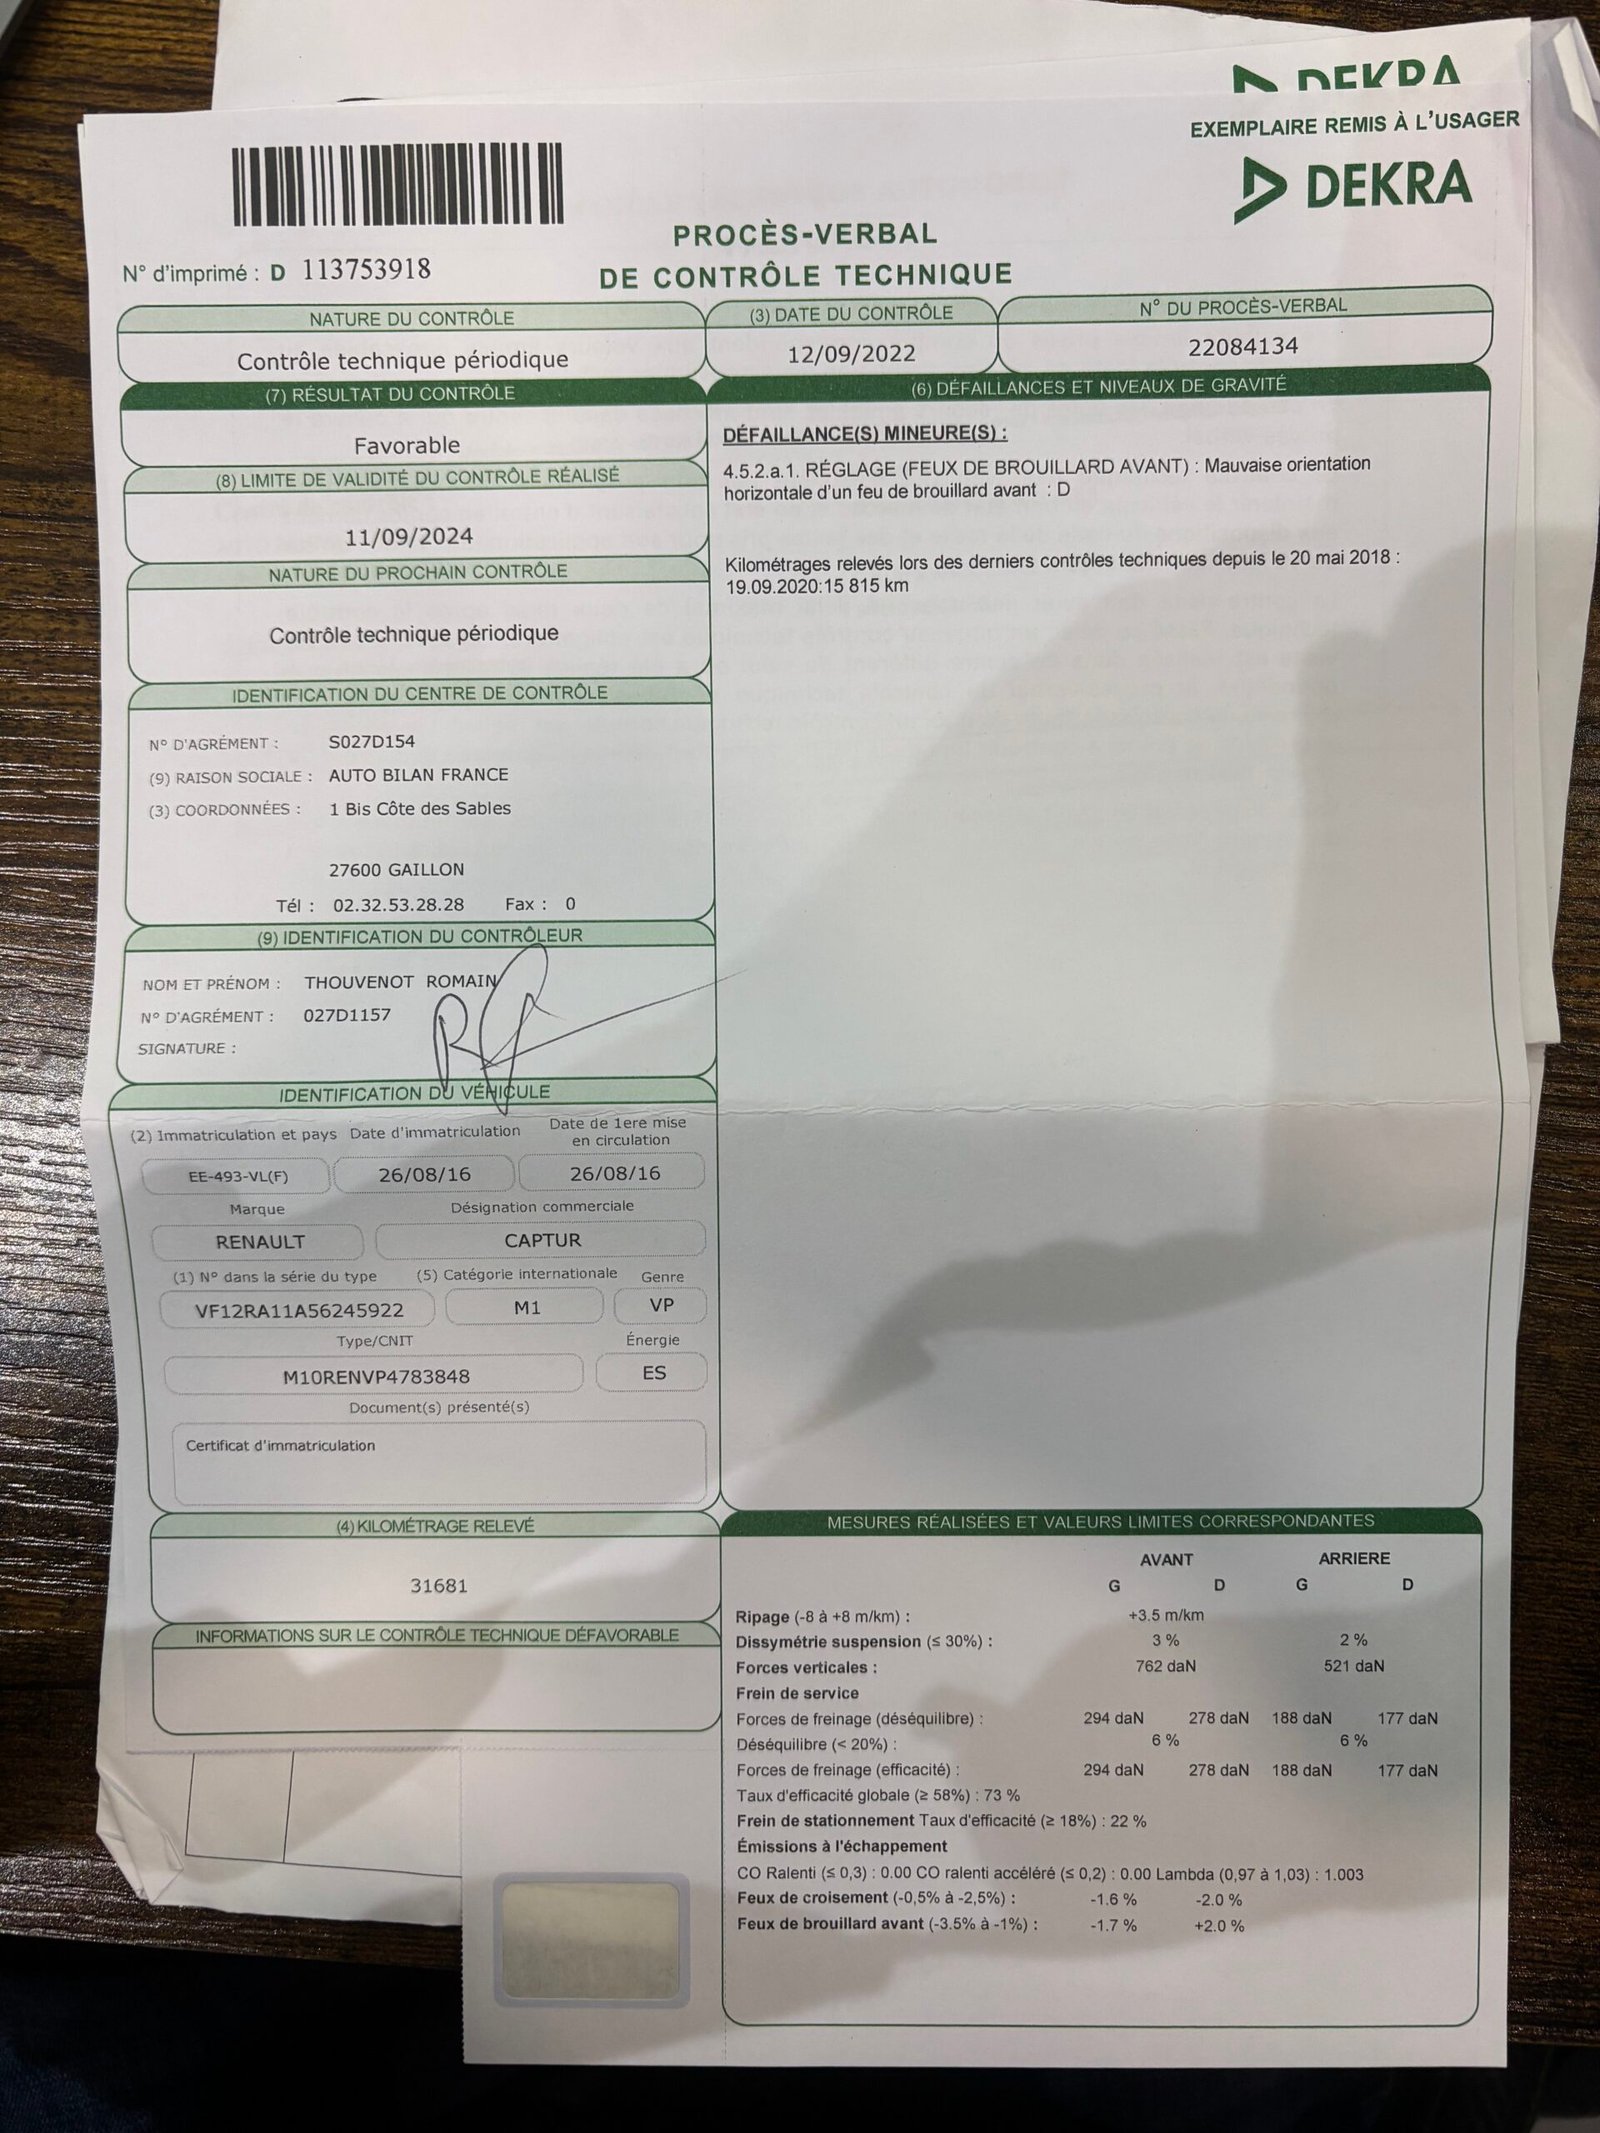 DEKRA
EXEMPLAIRE REMIS À L'USAGER
DEKRA
PROCÈS-VERBAL
DE CONTRÔLE TECHNIQUE
N° d'imprimé : D 113753918
NATURE DU CONTRÔLE
Contrôle technique périodique
(3) DATE DU CONTRÔLE
12/09/2022
N° DU PROCÈS-VERBAL
22084134
(7) RÉSULTAT DU CONTRÔLE
Favorable
(8) LIMITE DE VALIDITÉ DU CONTRÔLE RÉALISÉ
11/09/2024
NATURE DU PROCHAIN CONTRÔLE
Contrôle technique périodique
IDENTIFICATION DU CENTRE DE CONTRÔLE
N° D'AGRÉMENT : S027D154
(9) RAISON SOCIALE : AUTO BILAN FRANCE
(3) COORDONNÉES : 1 Bis Côte des Sables
27600 GAILLON
Tél : 02.32.53.28.28 Fax : 0
(9) IDENTIFICATION DU CONTRÔLEUR
NOM ET PRÉNOM : THOUVENOT ROMAIN
N° D'AGRÉMENT : 027D1157
SIGNATURE :
IDENTIFICATION DU VÉHICULE
(2) Immatriculation et pays Date d'immatriculation Date de 1ere mise
en circulation
EE-493-VL(F) 26/08/16 26/08/16
Marque Désignation commerciale
RENAULT CAPTUR
(1) N° dans la série du type (5) Catégorie internationale Genre
VF12RA11A56245922 M1 VP
Type/CNIT Énergie
M10RENVP4783848 ES
Document(s) présenté(s)
Certificat d'immatriculation
(4) KILOMÉTRAGE RELEVÉ
31681
INFORMATIONS SUR LE CONTRÔLE TECHNIQUE DÉFAVORABLE
(6) DÉFAILLANCES ET NIVEAUX DE GRAVITÉ
DÉFAILLANCE(S) MINEURE(S) :
4.5.2.a.1. RÉGLAGE (FEUX DE BROUILLARD AVANT) : Mauvaise orientation
horizontale d'un feu de brouillard avant : D
Kilométrages relevés lors des derniers contrôles techniques depuis le 20 mai 2018 :
19.09.2020:15 815 km
MESURES RÉALISÉES ET VALEURS LIMITES CORRESPONDANTES
AVANT ARRIERE
G D G D
Ripage (-8 à +8 m/km) : +3.5 m/km
Dissymétrie suspension (≤ 30%) : 3 % 2 %
Forces verticales : 762 daN 521 daN
Frein de service
Forces de freinage (déséquilibre) : 294 daN 278 daN 188 daN 177 daN
Déséquilibre (< 20%) : 6 % 6 %
Forces de freinage (efficacité) : 294 daN 278 daN 188 daN 177 daN
Taux d'efficacité globale (≥ 58%) : 73 %
Frein de stationnement Taux d'efficacité (≥ 18%) : 22 %
Émissions à l'échappement
CO Ralenti (≤ 0,3) : 0.00 CO ralenti accéléré (≤ 0,2) : 0.00 Lambda (0,97 à 1,03) : 1.003
Feux de croisement (-0,5% à -2,5%) : -1.6 % -2.0 %
Feux de brouillard avant (-3.5% à -1%) : -1.7 % +2.0 %